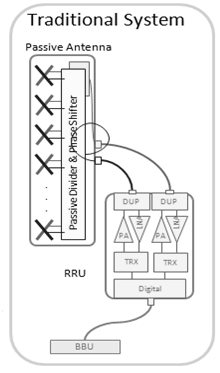 Traditional System
Passive Antenna
Passive Divider & Phase Shifter
DUP
DUP
PA
LNA
PA
LNA
TRX
TRX
Digital
RRU
BBU